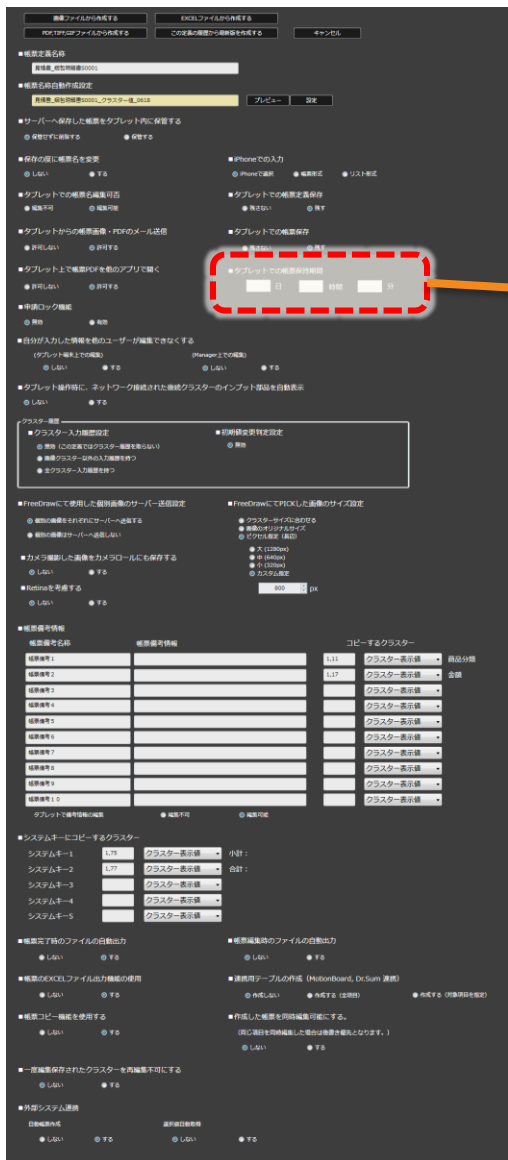 画像ファイルから作成する EXCELファイルから作成する
PDF,TIFF,GIFファイルから作成する この定義の履歴から最新版を作成する キャンセル
■帳票定義名称
見積書_梱包明細書S0001
■帳票名称自動作成設定
見積書_梱包明細書S0001_クラスター値_0618 プレビュー 設定
■サーバーへ保存した帳票をタブレット内に保管する
保管せずに削除する 保管する
■保存の度に帳票名を変更 ■iPhoneでの入力
しない する iPhoneで選択 帳票形式 リスト形式
■タブレットでの帳票名編集可否 ■タブレットでの帳票定義保存
編集不可 編集可能 残さない 残す
■タブレットからの帳票画像・PDFのメール送信 ■タブレットでの帳票保存
許可しない 許可する 残さない 残す
■タブレット上で帳票PDFを他のアプリで開く ■タブレットでの帳票保持期間
許可しない 許可する 日 時間 分
■申請ロック機能
無効 有効
■自分が入力した情報を他のユーザーが編集できなくする
(タブレット端末上での編集) (Manager上での編集)
しない する しない する
■タブレット操作時に、ネットワーク接続された後続クラスターのインプット部品を自動表示
しない する
クラスター履歴
■クラスター入力履歴設定 ■初期値変更判定設定
無効(この定義ではクラスター履歴を取らない) 無効
画像クラスター以外の入力履歴を持つ
全クラスター入力履歴を持つ
■FreeDrawにて使用した個別画像のサーバー送信設定 ■FreeDrawにてPICKした画像のサイズ設定
個別の画像をそれぞれにサーバーへ送信する クラスターサイズに合わせる
画像のオリジナルサイズ
個別の画像はサーバーへ送信しない ピクセル指定(長辺)
大(1280px)
■カメラ撮影した画像をカメラロールにも保存する 中(640px)
小(320px)
しない する カスタム指定
■Retinaを考慮する 800 px
しない する
■帳票備考情報
帳票備考名称 帳票備考情報 コピーするクラスター
帳票備考1 1,11 クラスター表示値 商品分類
帳票備考2 1,17 クラスター表示値 金額
帳票備考3 クラスター表示値
帳票備考4 クラスター表示値
帳票備考5 クラスター表示値
帳票備考6 クラスター表示値
帳票備考7 クラスター表示値
帳票備考8 クラスター表示値
帳票備考9 クラスター表示値
帳票備考10 クラスター表示値
タブレットで備考情報の編集 編集不可 編集可能
■システムキーにコピーするクラスター
システムキー1 1,75 クラスター表示値 小計：
システムキー2 1,77 クラスター表示値 合計：
システムキー3 クラスター表示値
システムキー4 クラスター表示値
システムキー5 クラスター表示値
■帳票完了時のファイルの自動出力 ■帳票編集時のファイルの自動出力
しない する しない する
■帳票のEXCELファイル出力機能の使用 ■連携用テーブルの作成（MotionBoard, Dr.Sum 連携）
しない する 作成しない 作成する（全項目） 作成する（対象項目を指定）
■帳票コピー機能を使用する ■作成した帳票を同時編集可能にする。
しない する (同じ項目を同時編集した場合は後書き優先となります。)
しない する
■一度編集保存されたクラスターを再編集不可にする
しない する
■外部システム連携
自動帳票作成 選択値自動取得
しない する しない する